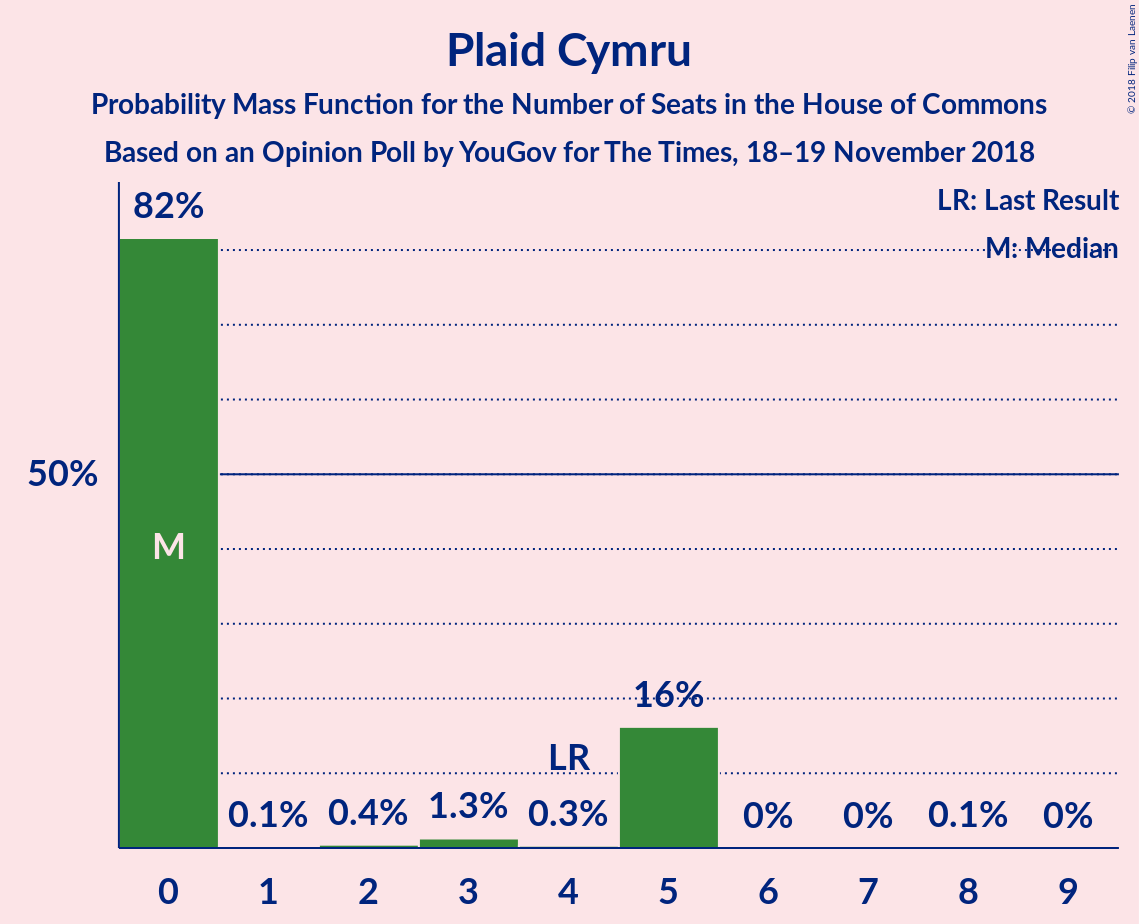 Plaid Cymru
Probability Mass Function for the Number of Seats in the House of Commons
Based on an Opinion Poll by YouGov for The Times, 18–19 November 2018
© 2018 Filip van Laenen
LR: Last Result
M: Median
82%
50%
M
16%
LR
0.1% 0.4% 1.3% 0.3% 0% 0% 0.1% 0%
0 1 2 3 4 5 6 7 8 9